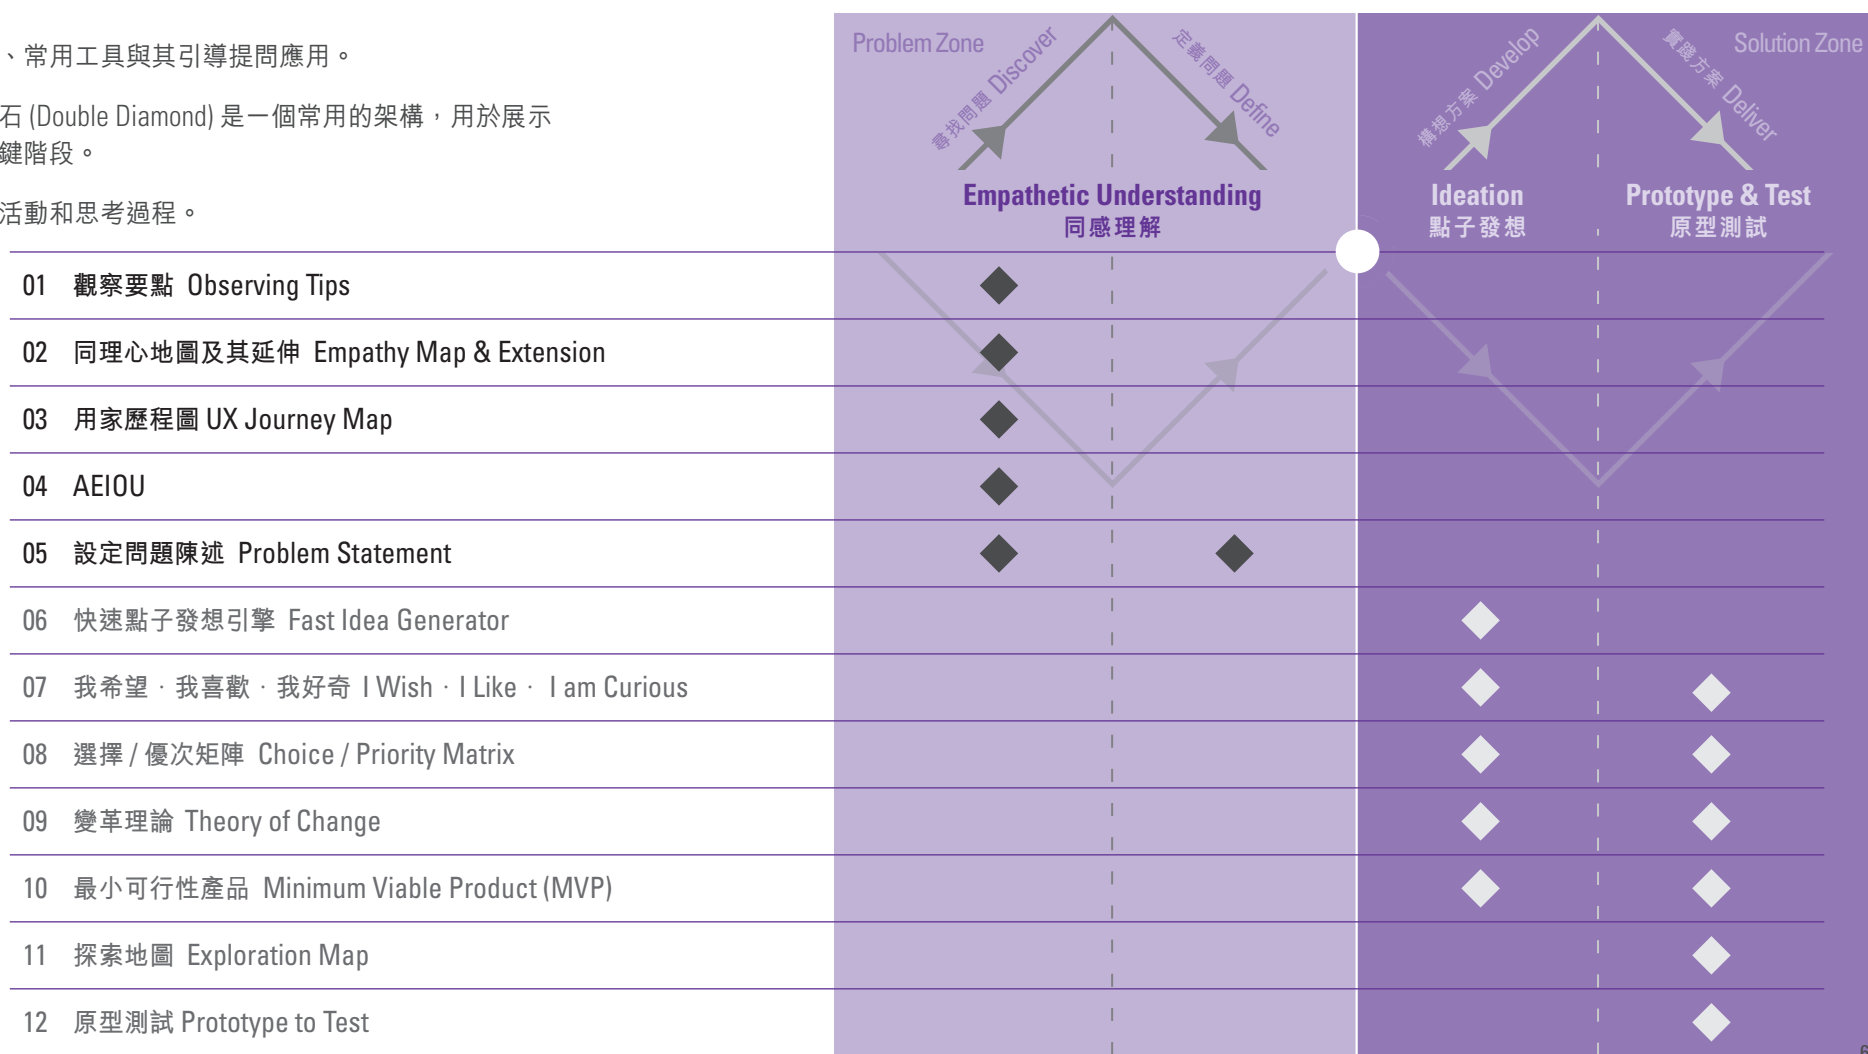 、常用工具與其引導提問應用。
石 (Double Diamond) 是一個常用的架構，用於展示
鍵階段。
活動和思考過程。
Problem Zone
尋找問題 Discover
定義問題 Define
構想方案 Develop
實踐方案 Deliver
Solution Zone
Empathetic Understanding
同感理解
Ideation
點子發想
Prototype & Test
原型測試
01 觀察要點 Observing Tips
02 同理心地圖及其延伸 Empathy Map & Extension
03 用家歷程圖 UX Journey Map
04 AEIOU
05 設定問題陳述 Problem Statement
06 快速點子發想引擎 Fast Idea Generator
07 我希望 · 我喜歡 · 我好奇 I Wish · I Like · I am Curious
08 選擇 / 優次矩陣 Choice / Priority Matrix
09 變革理論 Theory of Change
10 最小可行性產品 Minimum Viable Product (MVP)
11 探索地圖 Exploration Map
12 原型測試 Prototype to Test